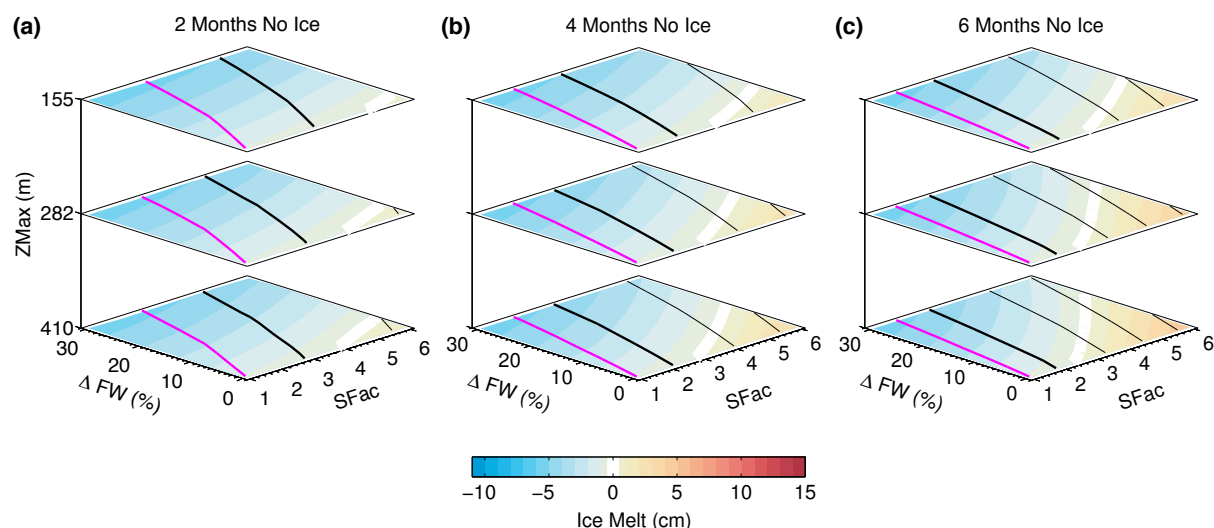 (a) 2 Months No Ice
(b) 4 Months No Ice
(c) 6 Months No Ice
ZMax (m)
155
282
410
30
20
10
0
Δ FW (%)
1
2
3
4
5
6
SFac
30
20
10
0
Δ FW (%)
1
2
3
4
5
6
SFac
30
20
10
0
Δ FW (%)
1
2
3
4
5
6
SFac
−10 −5 0 5 10 15
Ice Melt (cm)